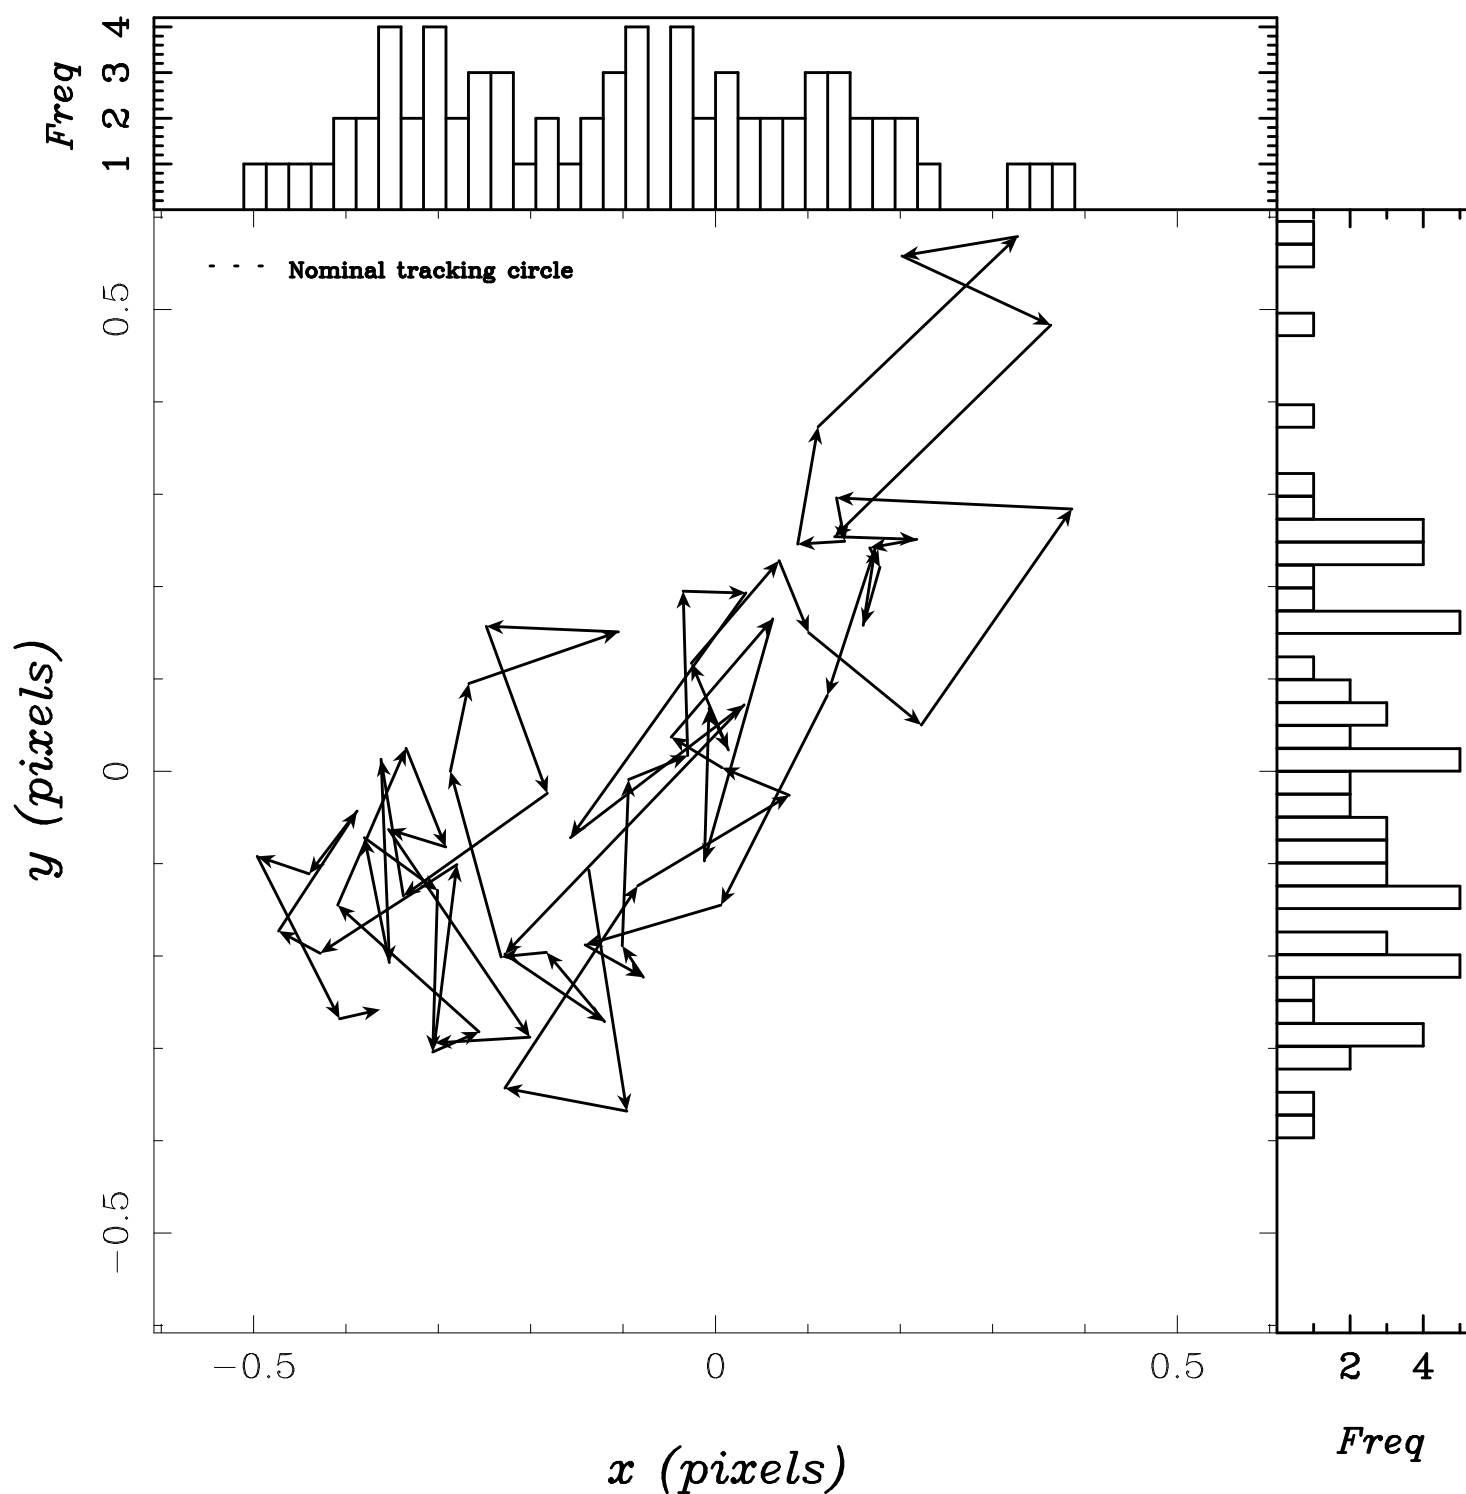 Freq
1 2 3 4
Nominal tracking circle
y (pixels)
0.5
0
−0.5
−0.5 0 0.5
x (pixels)
2 4
Freq